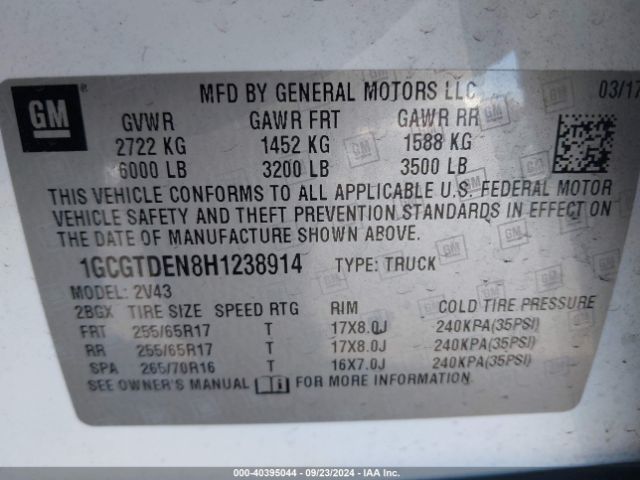 GM ®
MFD BY GENERAL MOTORS LLC 03/17
GVWR GAWR FRT GAWR RR
2722 KG 1452 KG 1588 KG
6000 LB 3200 LB 3500 LB
THIS VEHICLE CONFORMS TO ALL APPLICABLE U.S. FEDERAL MOTOR
VEHICLE SAFETY AND THEFT PREVENTION STANDARDS IN EFFECT ON
THE DATE OF MANUFACTURE SHOWN ABOVE.
1GCGTDEN8H1238914 TYPE: TRUCK
MODEL: 2V43
2BGX TIRE SIZE SPEED RTG RIM COLD TIRE PRESSURE
FRT 255/65R17 T 17X8.0J 240KPA(35PSI)
RR 255/65R17 T 17X8.0J 240KPA(35PSI)
SPA 265/70R16 T 16X7.0J 240KPA(35PSI)
SEE OWNER'S MANUAL FOR MORE INFORMATION.
000-40395044 - 09/23/2024 - IAA Inc.